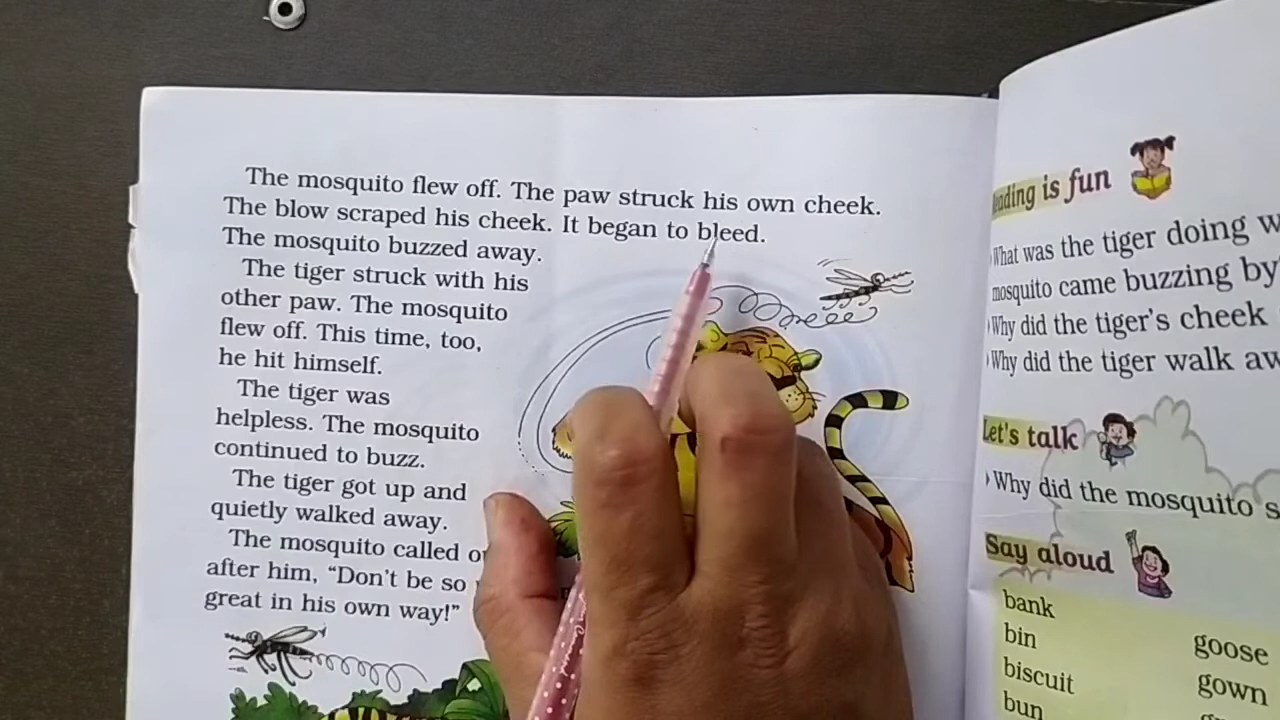 The mosquito flew off. The paw struck his own cheek.
The blow scraped his cheek. It began to bleed.
The mosquito buzzed away.
The tiger struck with his
other paw. The mosquito
flew off. This time, too,
he hit himself.
The tiger was
helpless. The mosquito
continued to buzz.
The tiger got up and
quietly walked away.
The mosquito called
after him, "Don't be so
great in his own way!"
is fun
What was the tiger doing
mosquito came buzzing by
Why did the tiger's cheek
Why did the tiger walk
Let's talk
Why did the mosquito
Say aloud
bank
bin
biscuit
bun
goose
gown